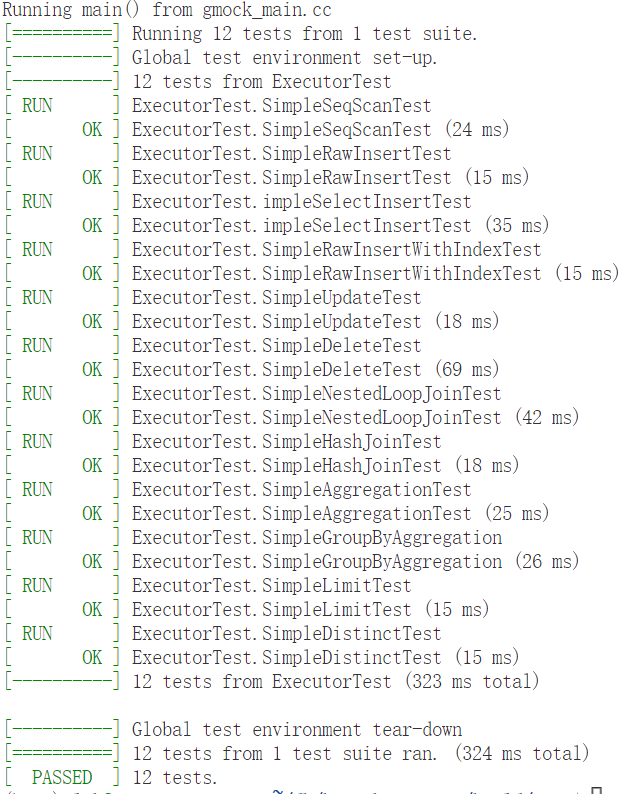 Running main() from gmock_main.cc
[==========] Running 12 tests from 1 test suite.
[----------] Global test environment set-up.
[----------] 12 tests from ExecutorTest
[ RUN      ] ExecutorTest.SimpleSeqScanTest
[       OK ] ExecutorTest.SimpleSeqScanTest (24 ms)
[ RUN      ] ExecutorTest.SimpleRawInsertTest
[       OK ] ExecutorTest.SimpleRawInsertTest (15 ms)
[ RUN      ] ExecutorTest.impleSelectInsertTest
[       OK ] ExecutorTest.impleSelectInsertTest (35 ms)
[ RUN      ] ExecutorTest.SimpleRawInsertWithIndexTest
[       OK ] ExecutorTest.SimpleRawInsertWithIndexTest (15 ms)
[ RUN      ] ExecutorTest.SimpleUpdateTest
[       OK ] ExecutorTest.SimpleUpdateTest (18 ms)
[ RUN      ] ExecutorTest.SimpleDeleteTest
[       OK ] ExecutorTest.SimpleDeleteTest (69 ms)
[ RUN      ] ExecutorTest.SimpleNestedLoopJoinTest
[       OK ] ExecutorTest.SimpleNestedLoopJoinTest (42 ms)
[ RUN      ] ExecutorTest.SimpleHashJoinTest
[       OK ] ExecutorTest.SimpleHashJoinTest (18 ms)
[ RUN      ] ExecutorTest.SimpleAggregationTest
[       OK ] ExecutorTest.SimpleAggregationTest (25 ms)
[ RUN      ] ExecutorTest.SimpleGroupByAggregation
[       OK ] ExecutorTest.SimpleGroupByAggregation (26 ms)
[ RUN      ] ExecutorTest.SimpleLimitTest
[       OK ] ExecutorTest.SimpleLimitTest (15 ms)
[ RUN      ] ExecutorTest.SimpleDistinctTest
[       OK ] ExecutorTest.SimpleDistinctTest (15 ms)
[----------] 12 tests from ExecutorTest (323 ms total)
[----------] Global test environment tear-down
[==========] 12 tests from 1 test suite ran. (324 ms total)
[  PASSED  ] 12 tests.